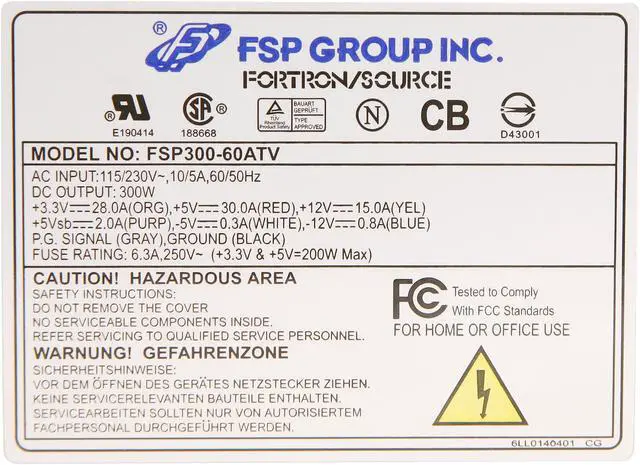 ® FSP GROUP INC.
FORTRON/SOURCE
E190414
188668
TÜV Rheinland Product Safety
BAUART GEPRÜFT
TYPE APPROVED
N
CB
D43001
MODEL NO: FSP300-60ATV
AC INPUT:115/230V~,10/5A,60/50Hz
DC OUTPUT: 300W
+3.3V⎓28.0A(ORG),+5V⎓30.0A(RED),+12V⎓15.0A(YEL)
+5Vsb⎓2.0A(PURP),-5V⎓0.3A(WHITE),-12V⎓0.8A(BLUE)
P.G. SIGNAL (GRAY),GROUND (BLACK)
FUSE RATING: 6.3A,250V~ (+3.3V & +5V=200W Max)
CAUTION! HAZARDOUS AREA
SAFETY INSTRUCTIONS:
DO NOT REMOVE THE COVER
NO SERVICEABLE COMPONENTS INSIDE.
REFER SERVICING TO QUALIFIED SERVICE PERSONNEL.
WARNUNG! GEFAHRENZONE
SICHERHEITSHINWEISE:
VOR DEM ÖFFNEN DES GERÄTES NETZSTECKER ZIEHEN.
KEINE SERVICERELEVANTEN BAUTEILE ENTHALTEN.
SERVICEARBEITEN SOLLTEN NUR VON AUTORISIERTEM
FACHPERSONAL DURCHGEFÜHRT WERDEN.
FC Tested to Comply
With FCC Standards
FOR HOME OR OFFICE USE
6LL0140401 CG